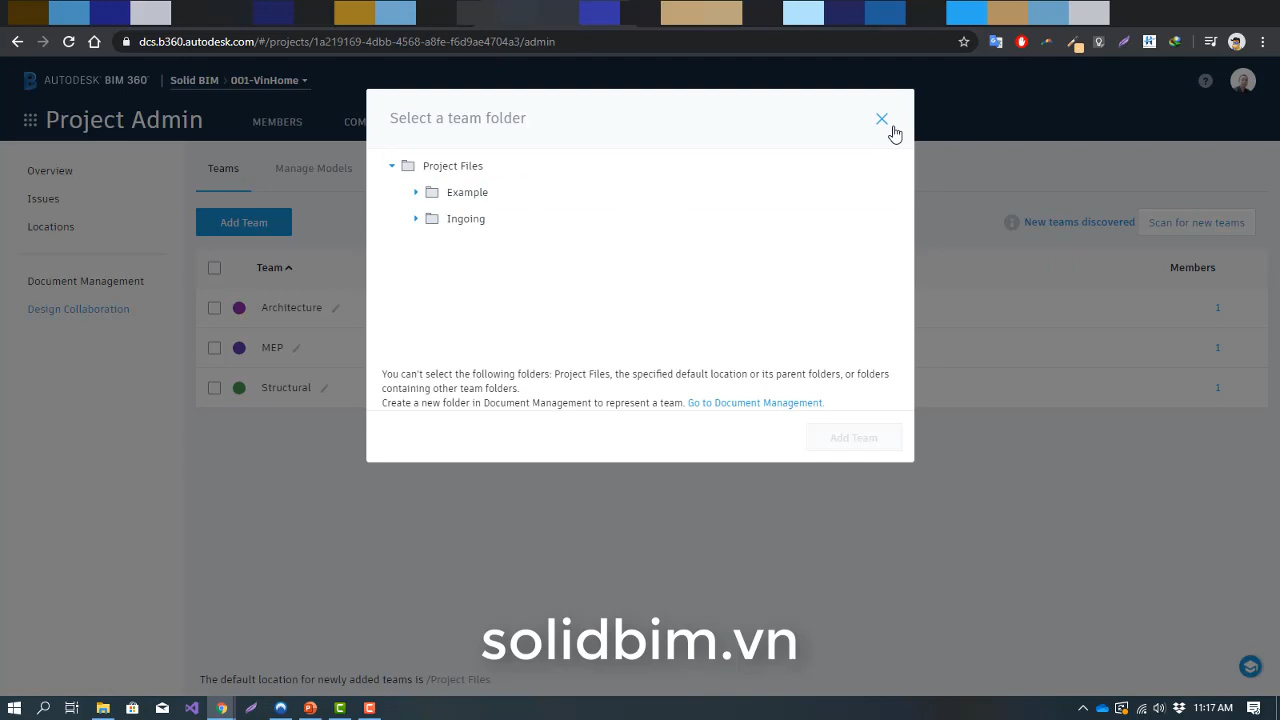 dcs.b360.autodesk.com/#/projects/1a219169-4dbb-4568-a8fe-f6d9ae4704a3/admin
AUTODESK® BIM 360™ Solid BIM > 001-VinHome
Project Admin MEMBERS COM
Select a team folder
Overview
Issues
Locations
Document Management
Design Collaboration
Teams Manage Models
Add Team
New teams discovered Scan for new teams
Team Members
Architecture 1
MEP 1
Structural 1
Project Files
Example
Ingoing
You can't select the following folders: Project Files, the specified default location or its parent folders, or folders
containing other team folders.
Create a new folder in Document Management to represent a team. Go to Document Management.
Add Team
solidbim.vn
The default location for newly added teams is /Project Files
11:17 AM